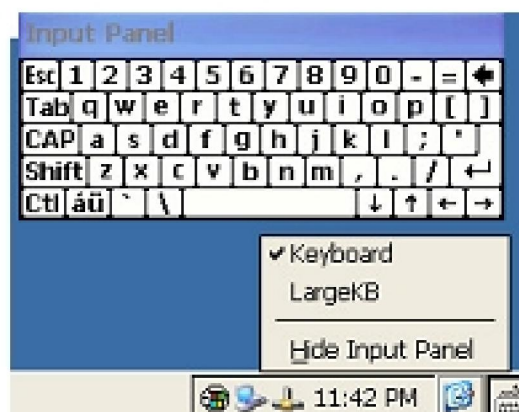 Input Panel
Esc 1 2 3 4 5 6 7 8 9 0 - =
Tab q w e r t y u i o p [ ]
CAP a s d f g h j k l ; '
Shift z x c v b n m , . / ↵
Ctl áü ` \ ↓ ↑ ← →
Keyboard
LargeKB
Hide Input Panel
11:42 PM